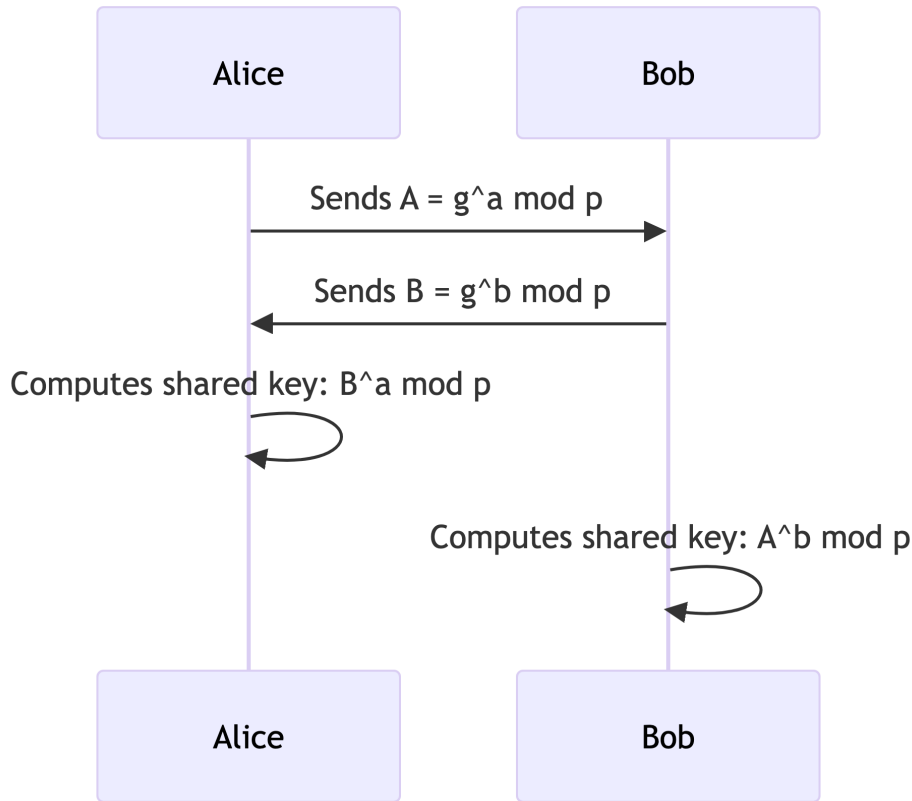 Alice
Bob
Sends A = g^a mod p
Sends B = g^b mod p
Computes shared key: B^a mod p
Computes shared key: A^b mod p
Alice
Bob